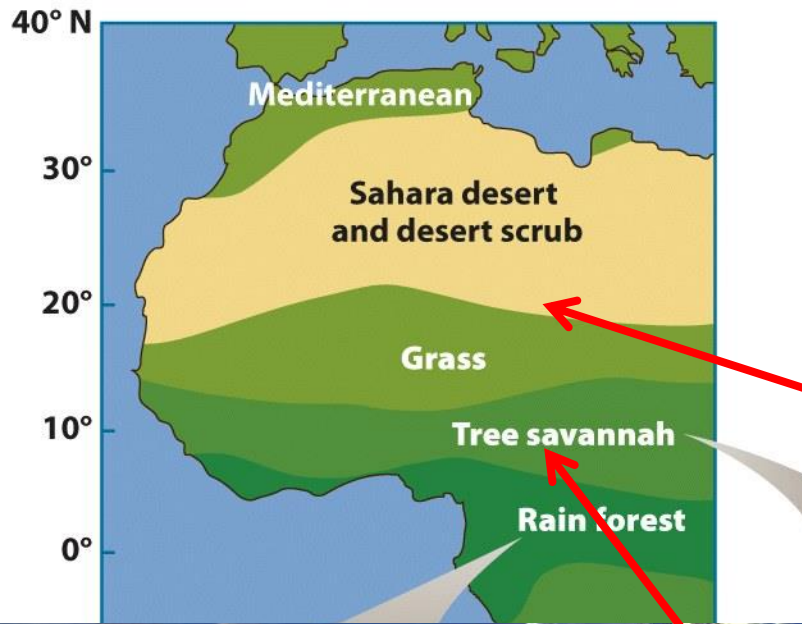 40° N
Mediterranean
30°
Sahara desert
and desert scrub
20°
Grass
10°
Tree savannah
Rain forest
0°